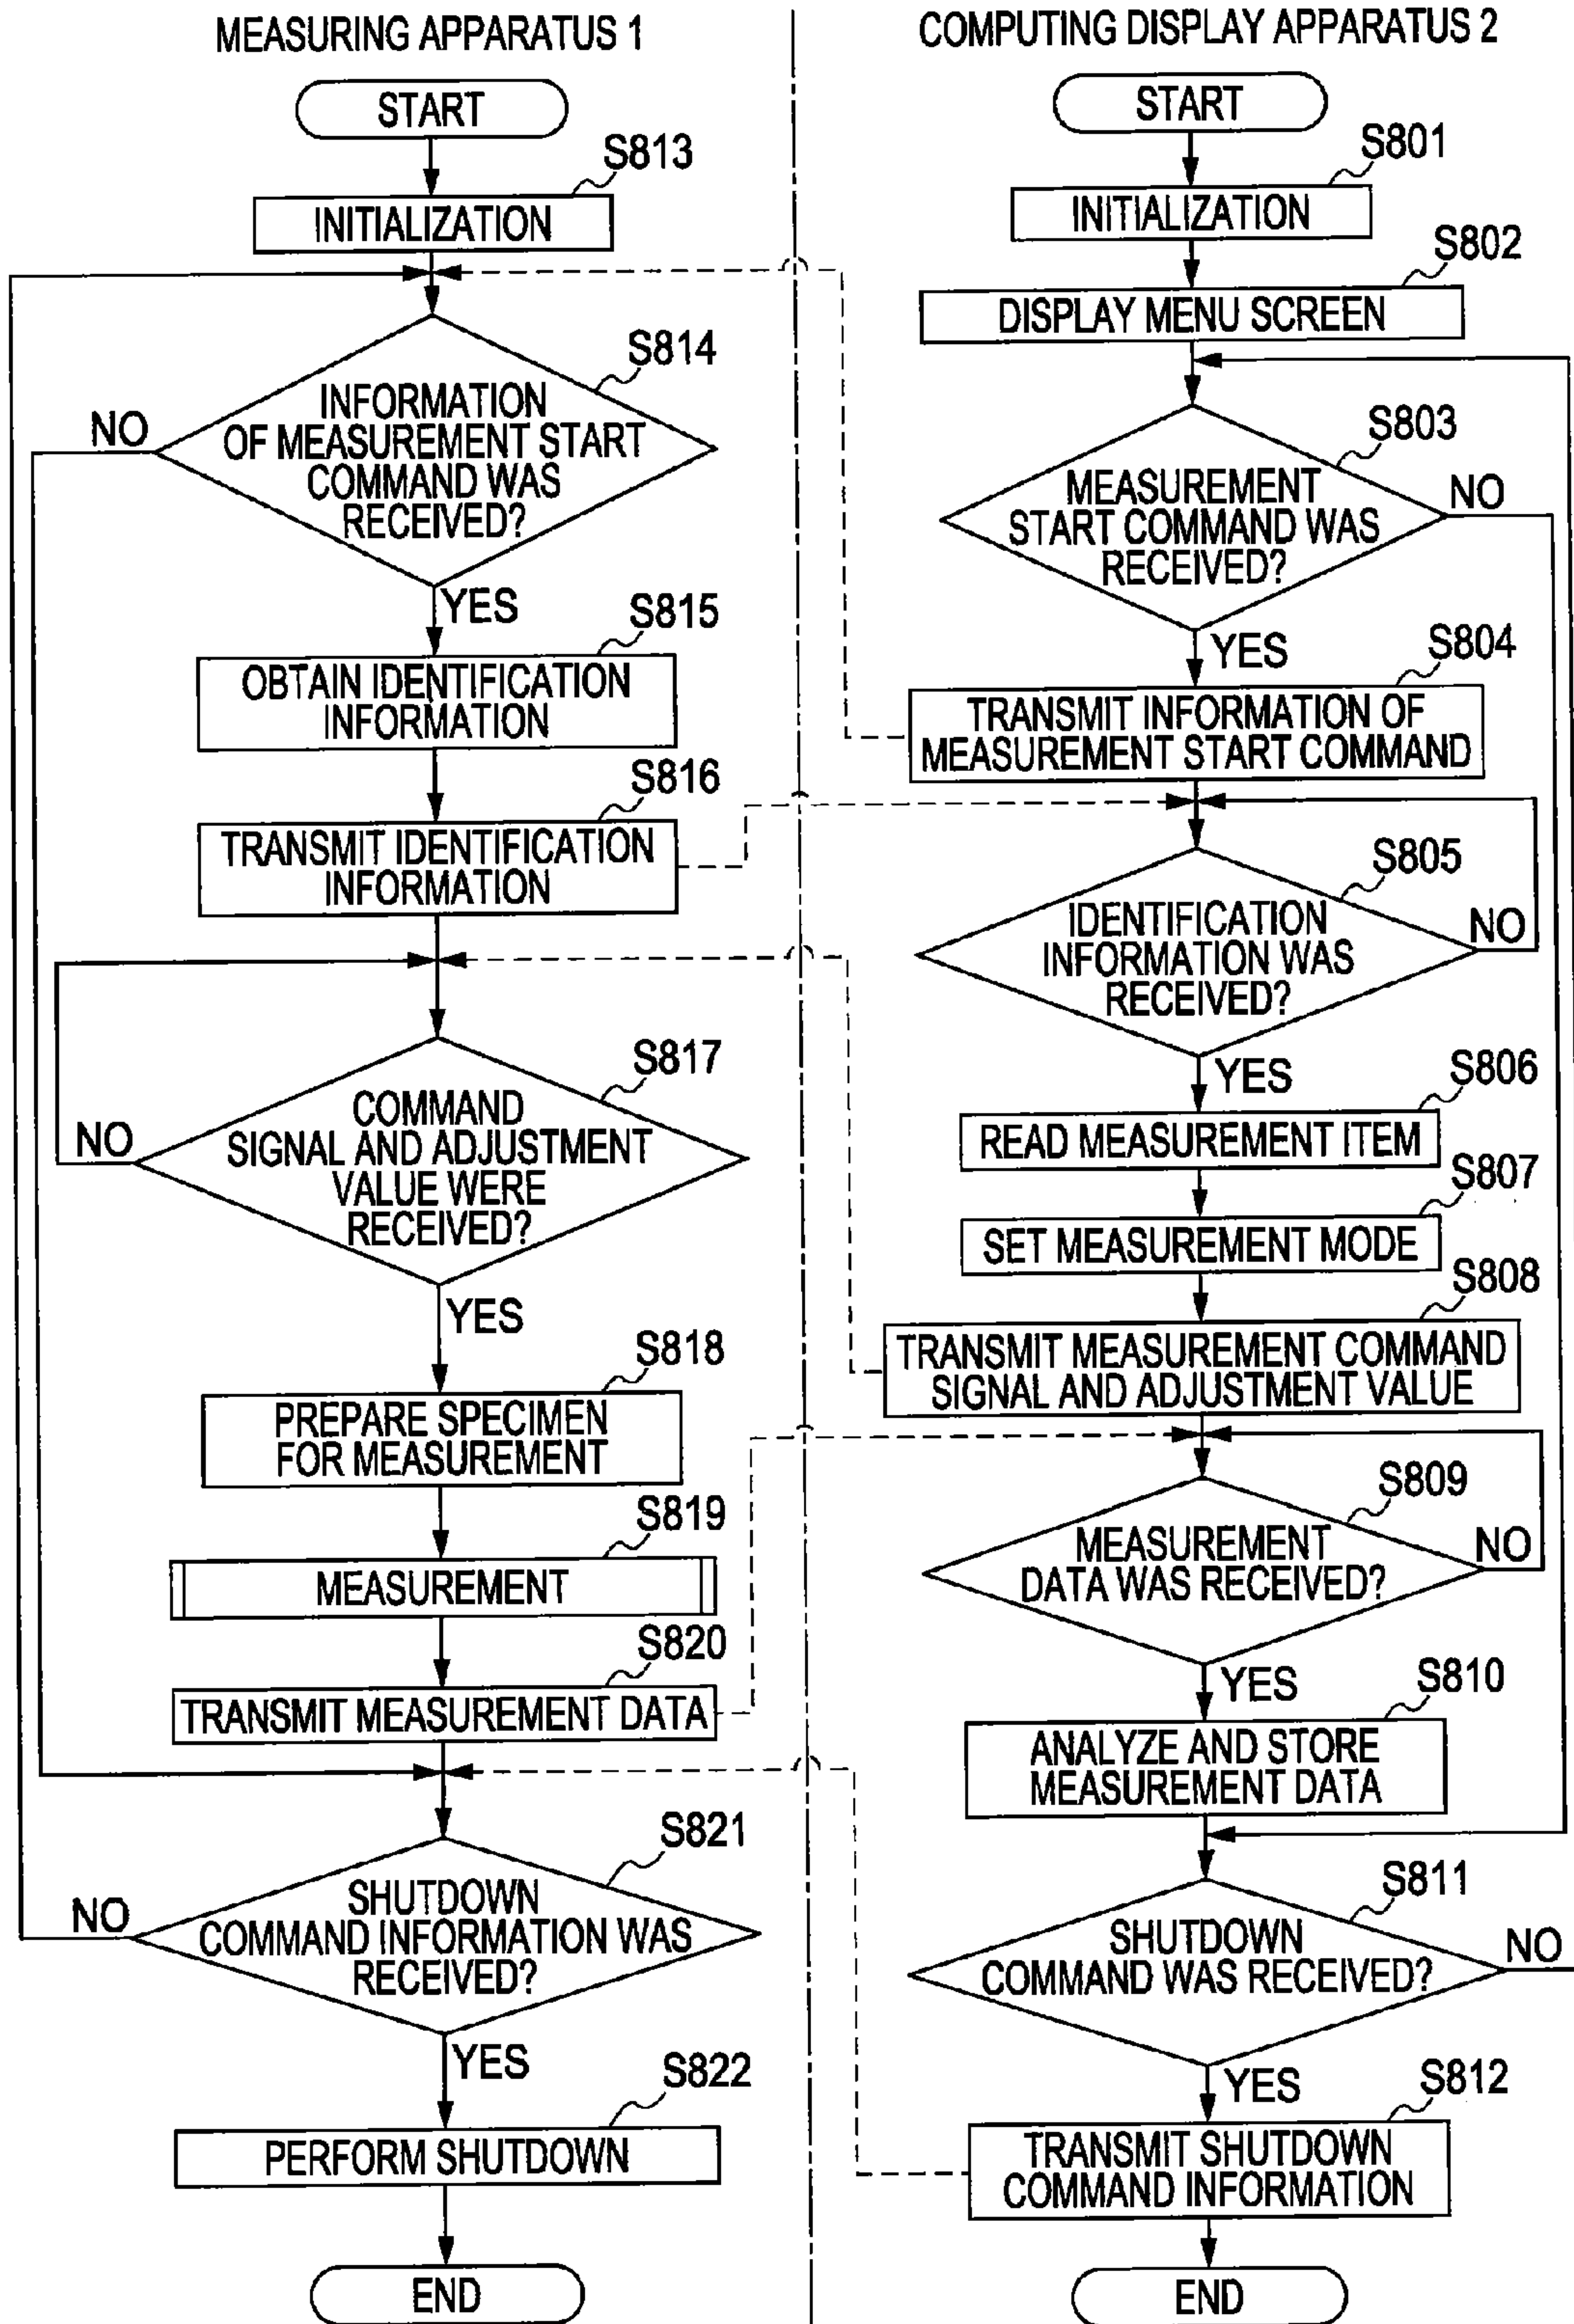 MEASURING APPARATUS 1
START
S813
INITIALIZATION
S814
INFORMATION
OF MEASUREMENT START
COMMAND WAS
RECEIVED?
NO
YES
S815
OBTAIN IDENTIFICATION
INFORMATION
S816
TRANSMIT IDENTIFICATION
INFORMATION
S817
COMMAND
SIGNAL AND ADJUSTMENT
VALUE WERE
RECEIVED?
NO
YES
S818
PREPARE SPECIMEN
FOR MEASUREMENT
S819
MEASUREMENT
S820
TRANSMIT MEASUREMENT DATA
S821
SHUTDOWN
COMMAND INFORMATION WAS
RECEIVED?
NO
YES
S822
PERFORM SHUTDOWN
END
COMPUTING DISPLAY APPARATUS 2
START
S801
INITIALIZATION
S802
DISPLAY MENU SCREEN
S803
MEASUREMENT
START COMMAND WAS
RECEIVED?
NO
YES
S804
TRANSMIT INFORMATION OF
MEASUREMENT START COMMAND
S805
IDENTIFICATION
INFORMATION WAS
RECEIVED?
NO
YES
S806
READ MEASUREMENT ITEM
S807
SET MEASUREMENT MODE
S808
TRANSMIT MEASUREMENT COMMAND
SIGNAL AND ADJUSTMENT VALUE
S809
MEASUREMENT
DATA WAS RECEIVED?
NO
YES
S810
ANALYZE AND STORE
MEASUREMENT DATA
S811
SHUTDOWN
COMMAND WAS RECEIVED?
NO
YES
S812
TRANSMIT SHUTDOWN
COMMAND INFORMATION
END